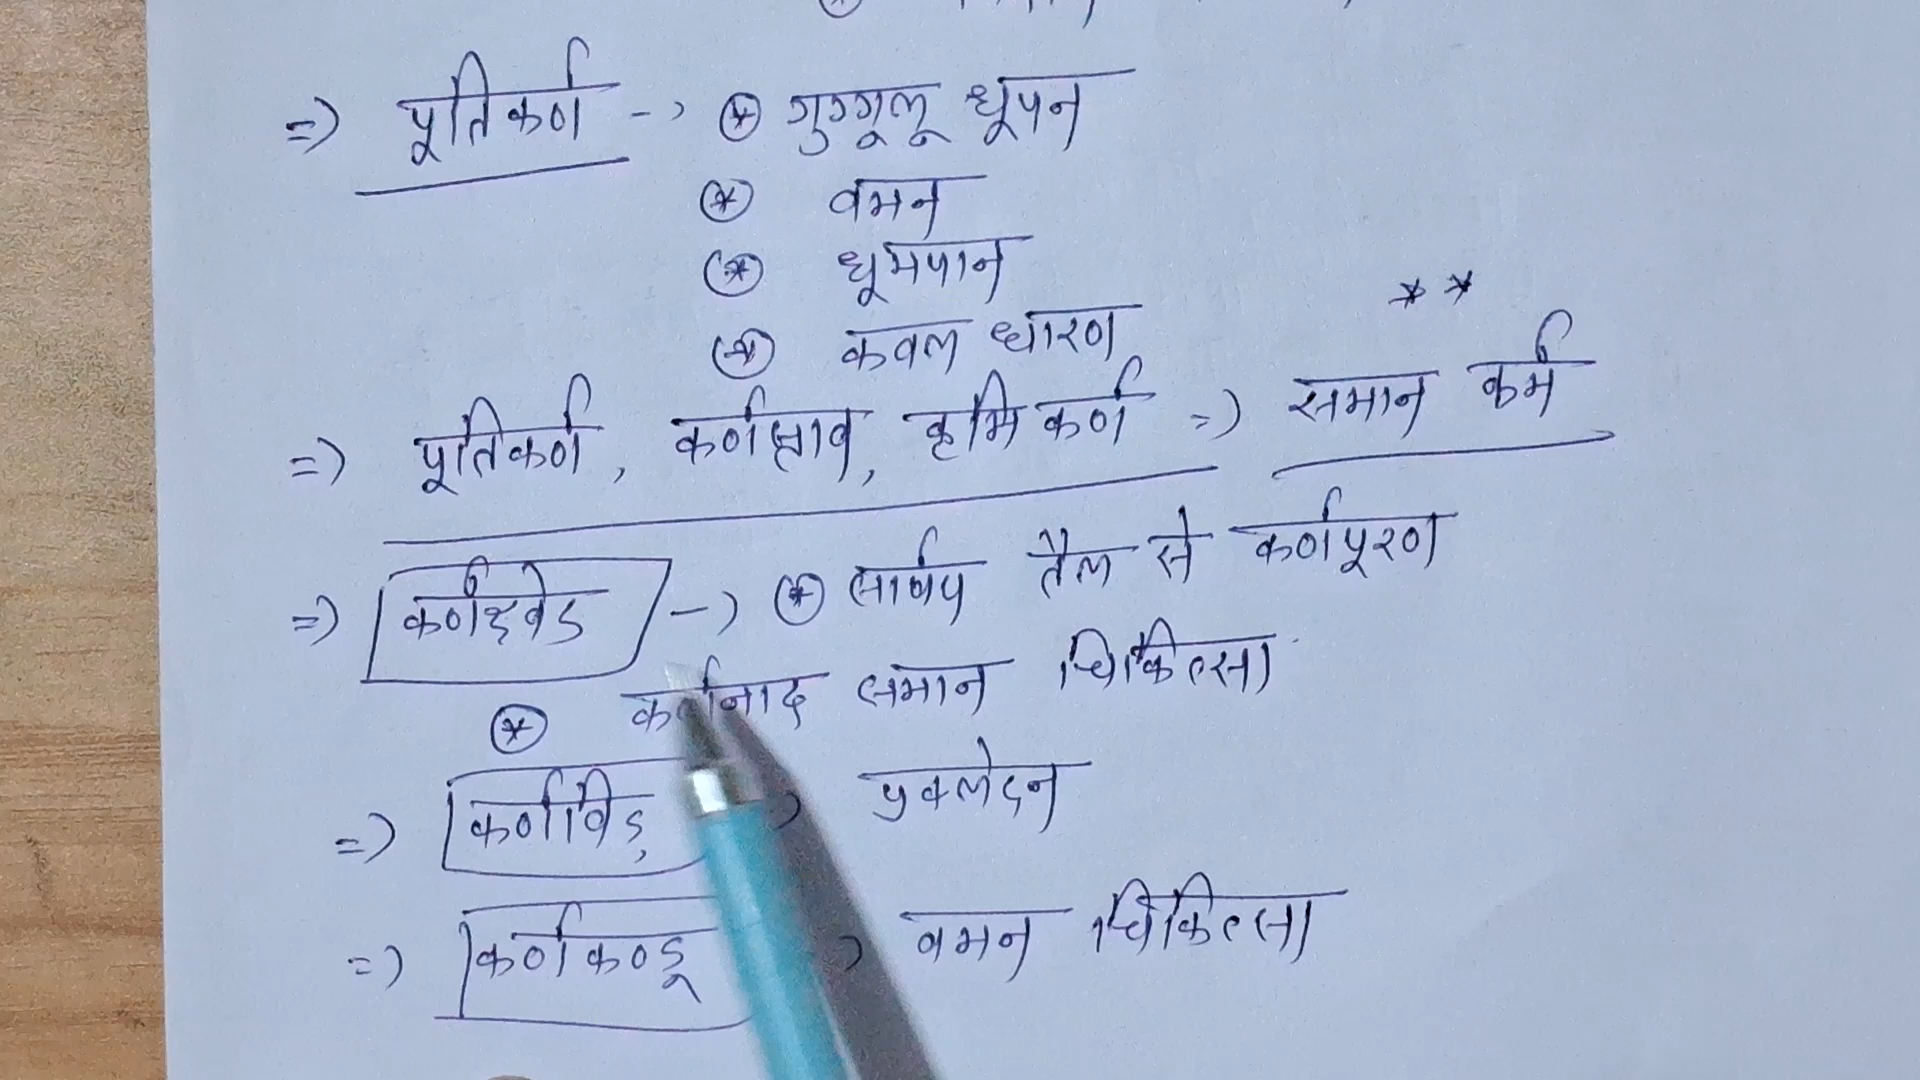 => पूतिकर्ण -> * गुग्गूलू धूपन
* वमन
* धूमपान
* कवल धारण
* *
=> पूतिकर्ण, कर्णस्राव, कृमिकर्ण => समान कर्म
=> कर्णक्ष्वेड -> * सार्षप तैल से कर्णपूरण
* कर्णनाद समान चिकित्सा
=> कर्णविड् प्रक्लेदन
=> कर्णकण्डू वमन चिकित्सा